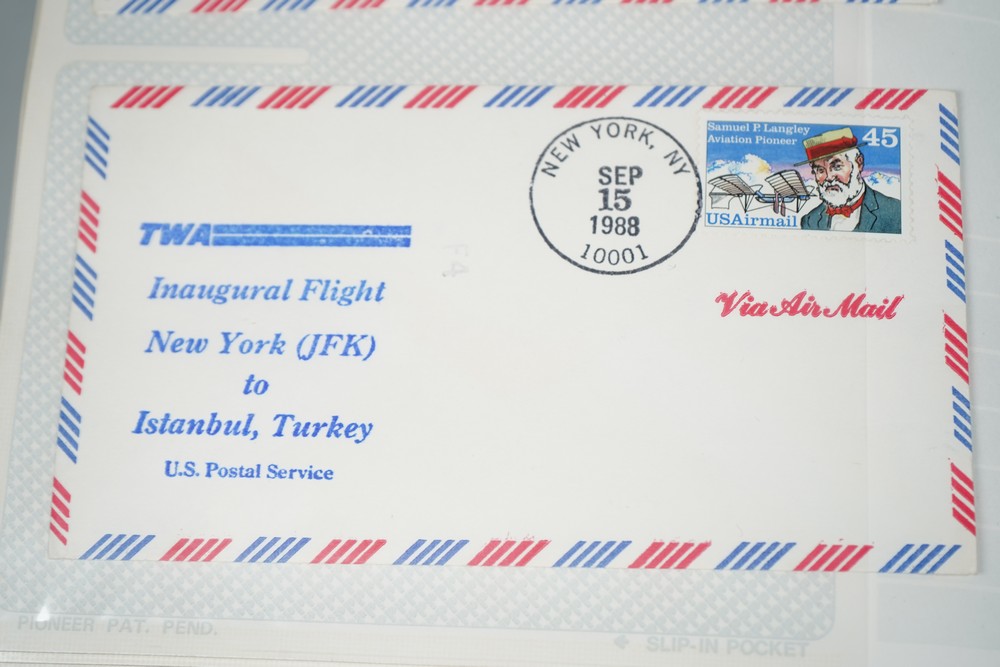 NEW YORK, NY
SEP
15
1988
10001
Samuel P. Langley
Aviation Pioneer
45
USAirmail
TWA
Inaugural Flight
New York (JFK)
to
Istanbul, Turkey
U.S. Postal Service
Via Air Mail
PIONEER PAT. PEND.
SLIP-IN POCKET